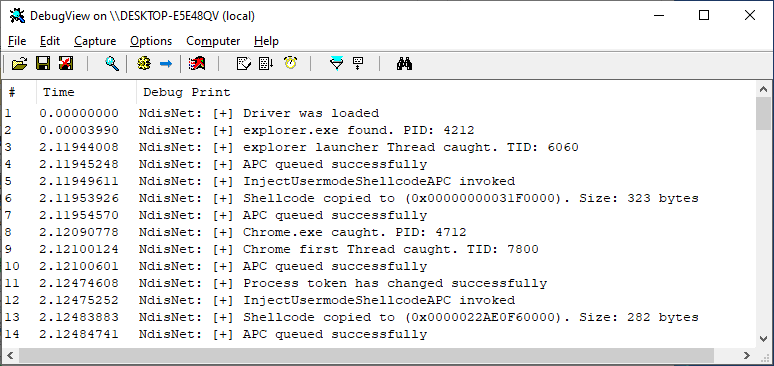 DebugView on \\DESKTOP-E5E48QV (local)
File Edit Capture Options Computer Help
# Time Debug Print
1 0.00000000 NdisNet: [+] Driver was loaded
2 0.00003990 NdisNet: [+] explorer.exe found. PID: 4212
3 2.11944008 NdisNet: [+] explorer launcher Thread caught. TID: 6060
4 2.11945248 NdisNet: [+] APC queued successfully
5 2.11949611 NdisNet: [+] InjectUsermodeShellcodeAPC invoked
6 2.11953926 NdisNet: [+] Shellcode copied to (0x00000000031F0000). Size: 323 bytes
7 2.11954570 NdisNet: [+] APC queued successfully
8 2.12090778 NdisNet: [+] Chrome.exe caught. PID: 4712
9 2.12100124 NdisNet: [+] Chrome first Thread caught. TID: 7800
10 2.12100601 NdisNet: [+] APC queued successfully
11 2.12474608 NdisNet: [+] Process token has changed successfully
12 2.12475252 NdisNet: [+] InjectUsermodeShellcodeAPC invoked
13 2.12483883 NdisNet: [+] Shellcode copied to (0x0000022AE0F60000). Size: 282 bytes
14 2.12484741 NdisNet: [+] APC queued successfully